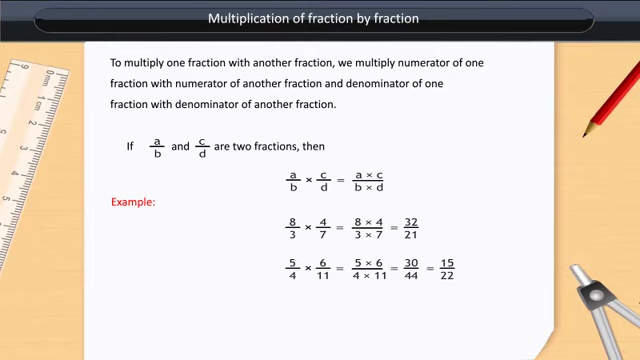 Multiplication of fraction by fraction
To multiply one fraction with another fraction, we multiply numerator of one
fraction with numerator of another fraction and denominator of one
fraction with denominator of another fraction.
If a/b and c/d are two fractions, then
a/b × c/d = a × c/b × d
Example:
8/3 × 4/7 = 8 × 4/3 × 7 = 32/21
5/4 × 6/11 = 5 × 6/4 × 11 = 30/44 = 15/22